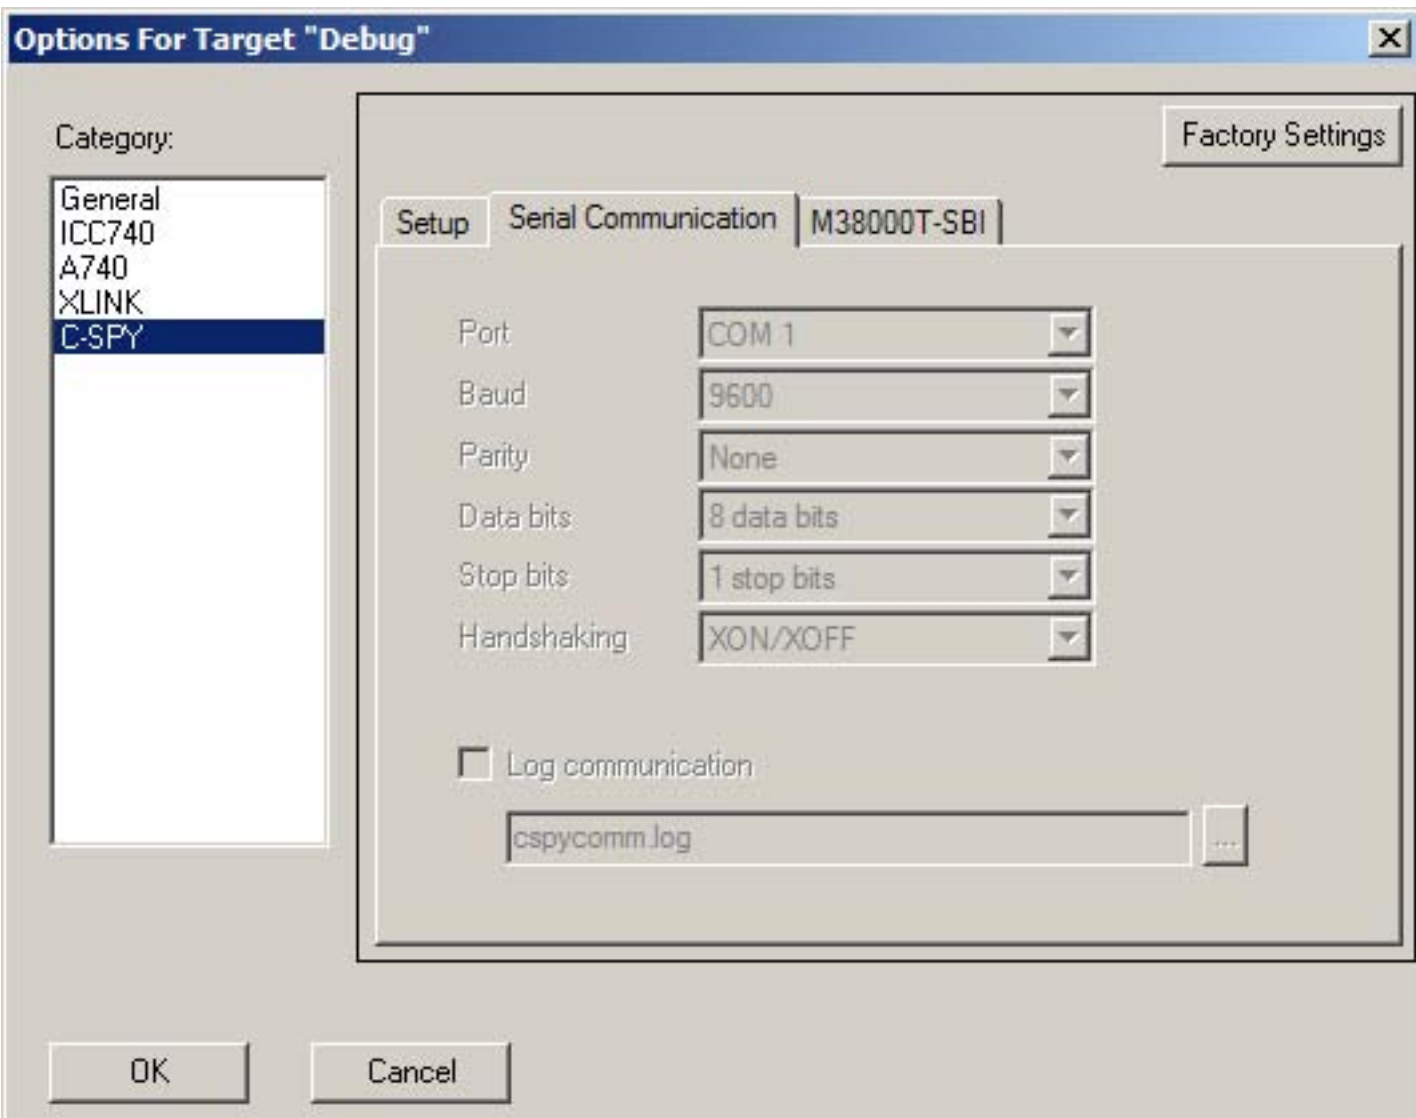 Options For Target "Debug"
Category:
Factory Settings
General
ICC740
A740
XLINK
C-SPY
Setup
Serial Communication
M38000T-SBI
Port
COM 1
Baud
9600
Parity
None
Data bits
8 data bits
Stop bits
1 stop bits
Handshaking
XON/XOFF
Log communication
cspycomm.log
...
OK
Cancel